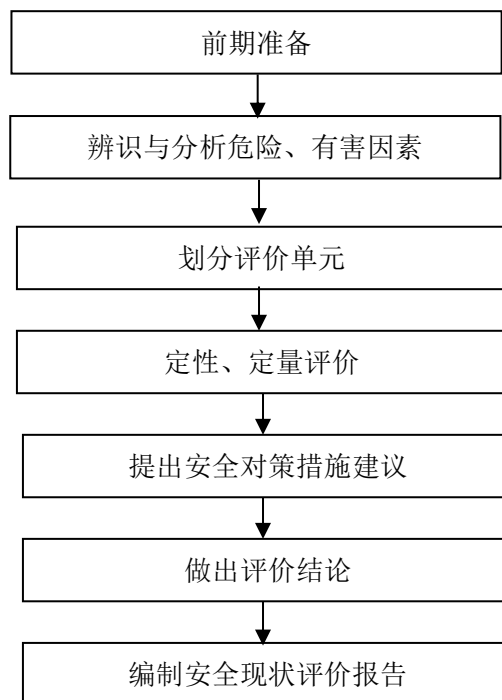 前期准备
辨识与分析危险、有害因素
划分评价单元
定性、定量评价
提出安全对策措施建议
做出评价结论
编制安全现状评价报告